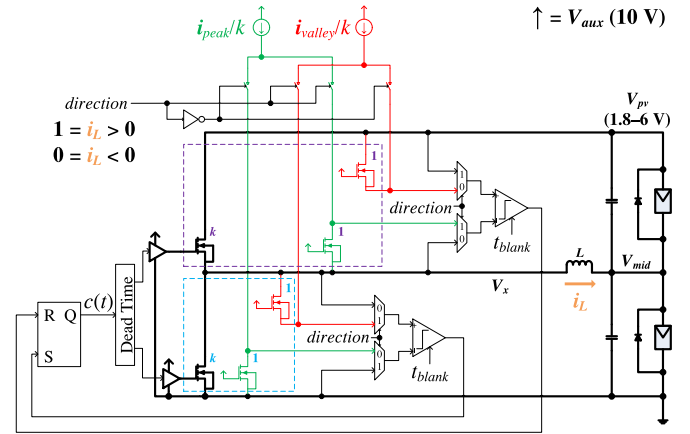 i_peak/k
i_valley/k
↑ = V_aux (10 V)
direction
1 = i_L > 0
0 = i_L < 0
V_pv
(1.8–6 V)
1
1
0
direction
k
1
1
0
t_blank
L
V_mid
V_x
i_L
1
0
1
c(t)
Dead Time
R Q
S
direction
k
1
0
1
t_blank